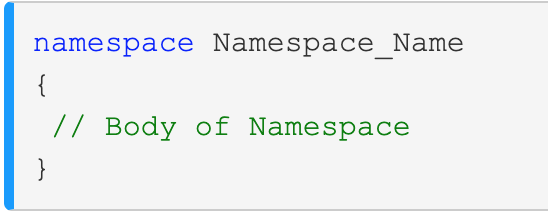 namespace Namespace_Name
{
 // Body of Namespace
}